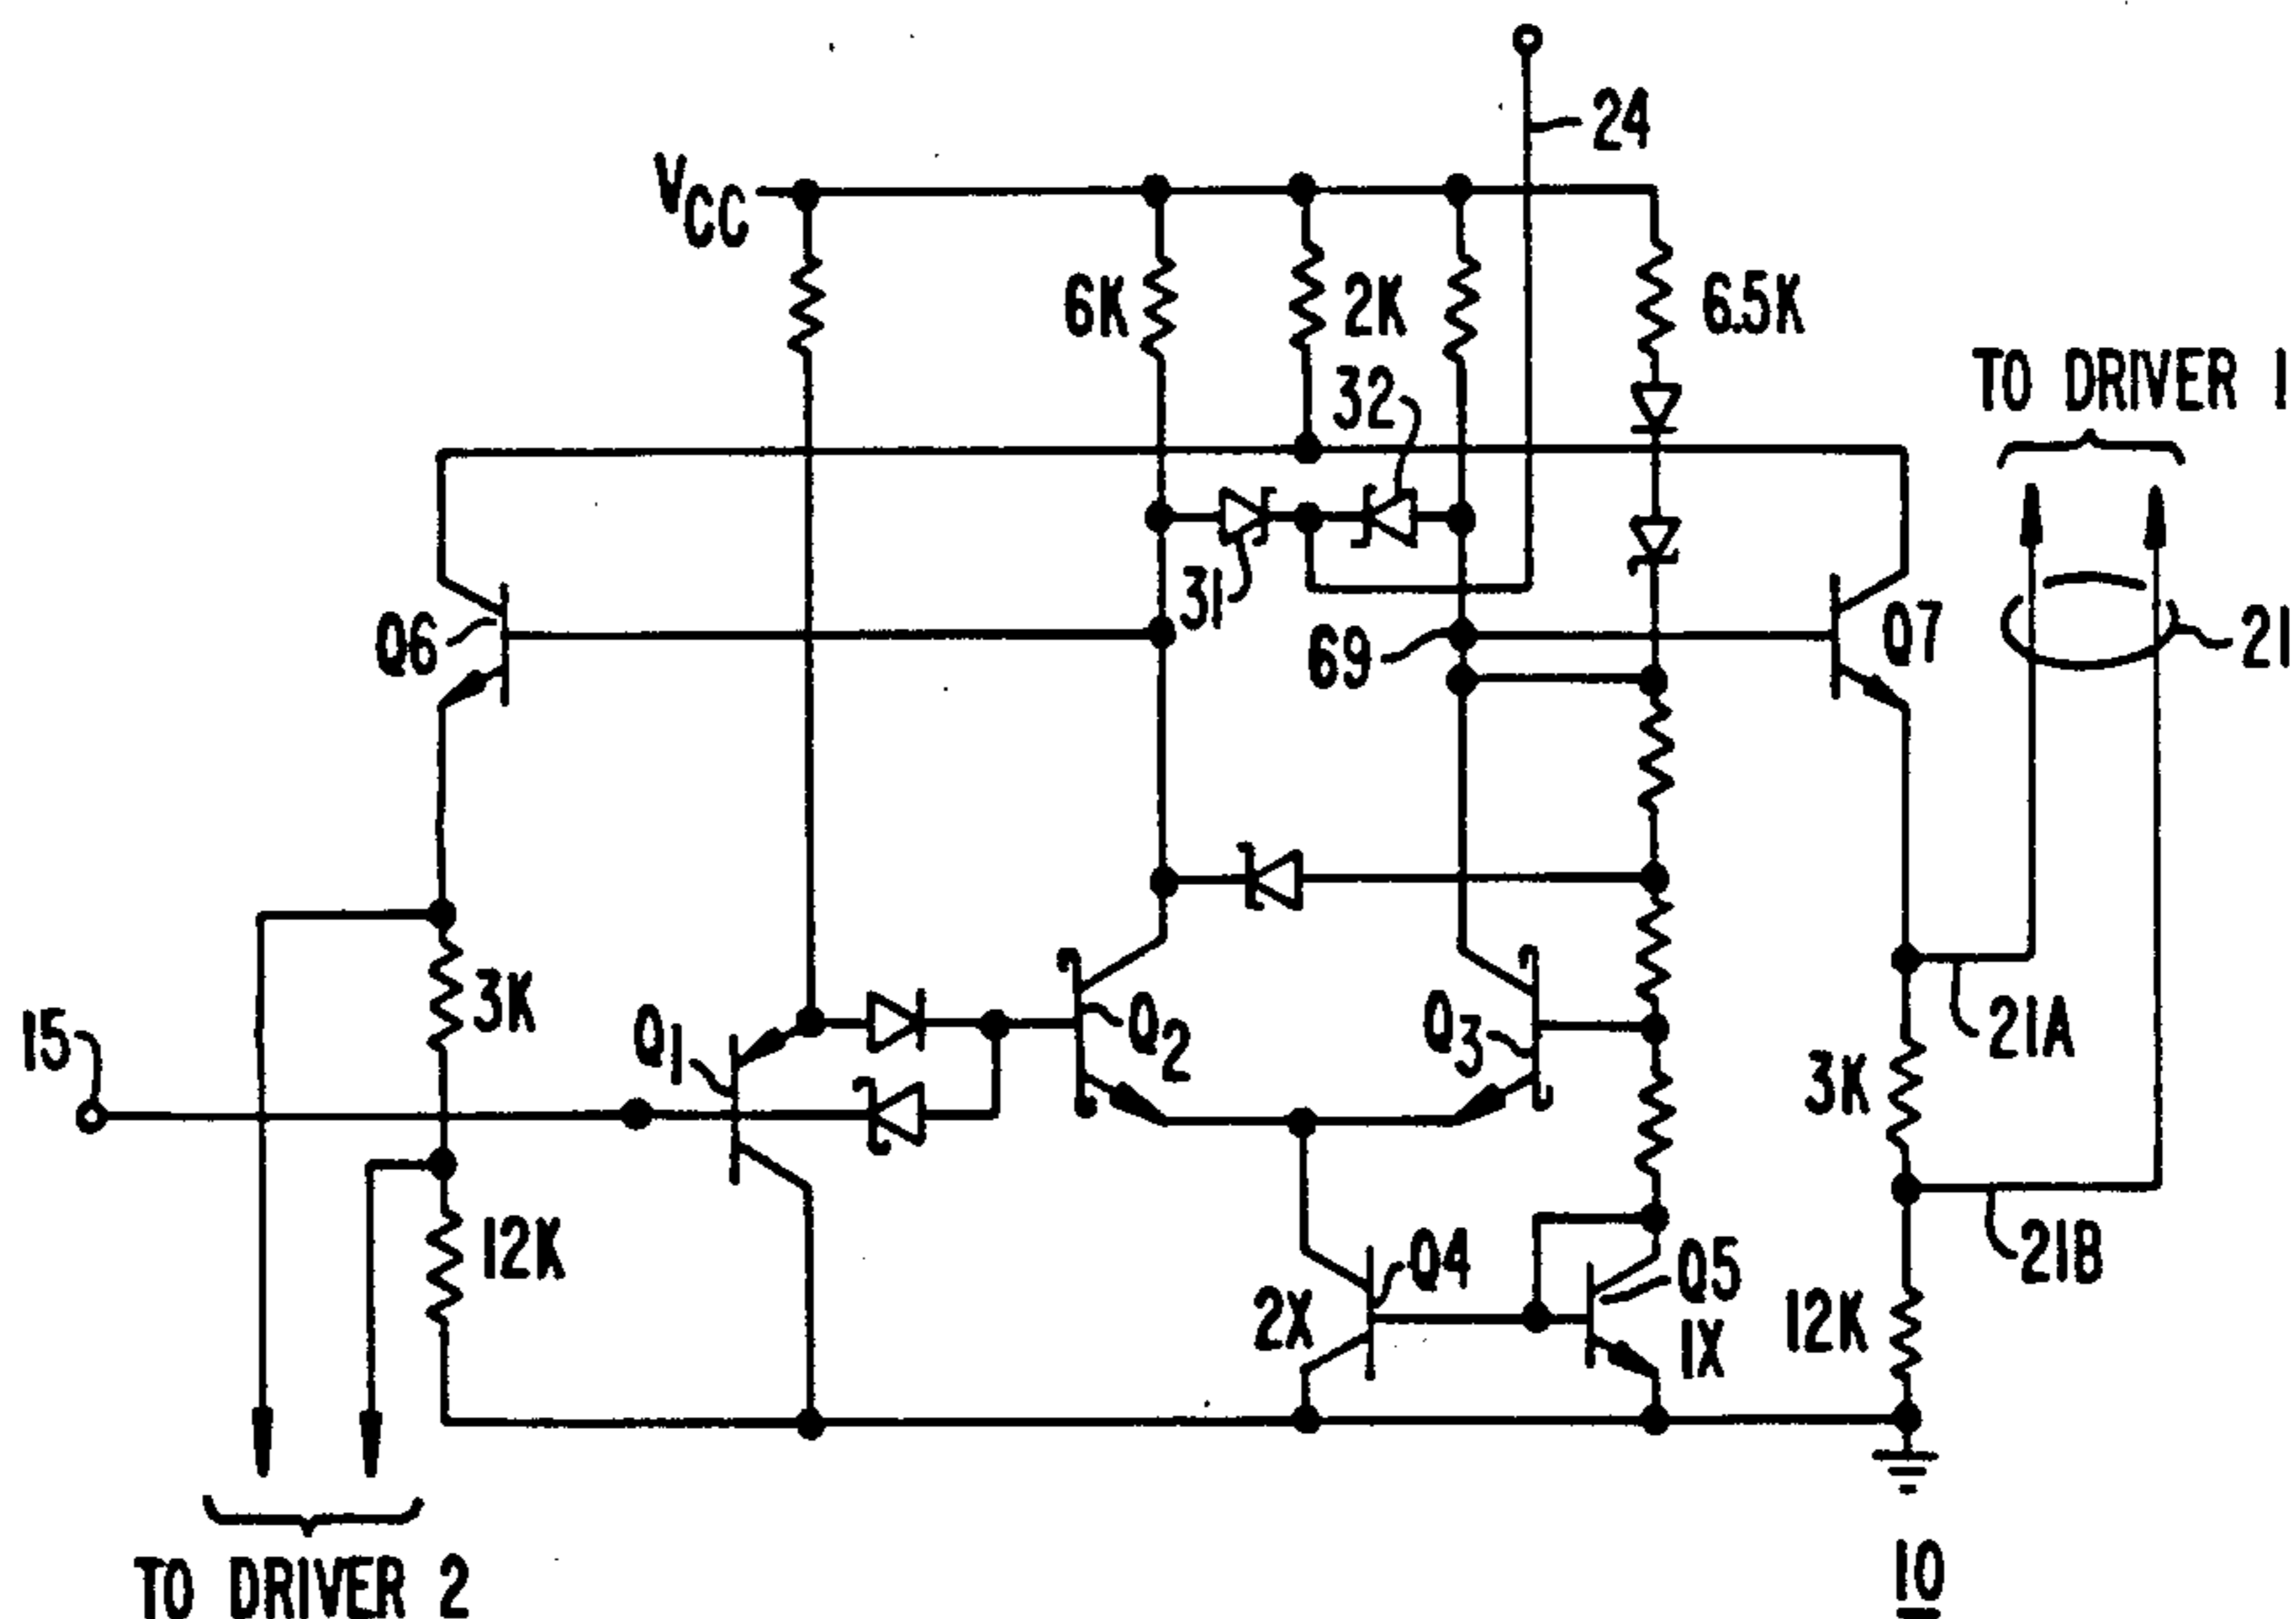 24
VCC
6K
2K
6.5K
32
TO DRIVER 1
31
Q6
69
Q7
21
3K
15
Q1
Q2
Q3
21A
3K
12K
Q4
2X
Q5
1X
12K
21B
TO DRIVER 2
10